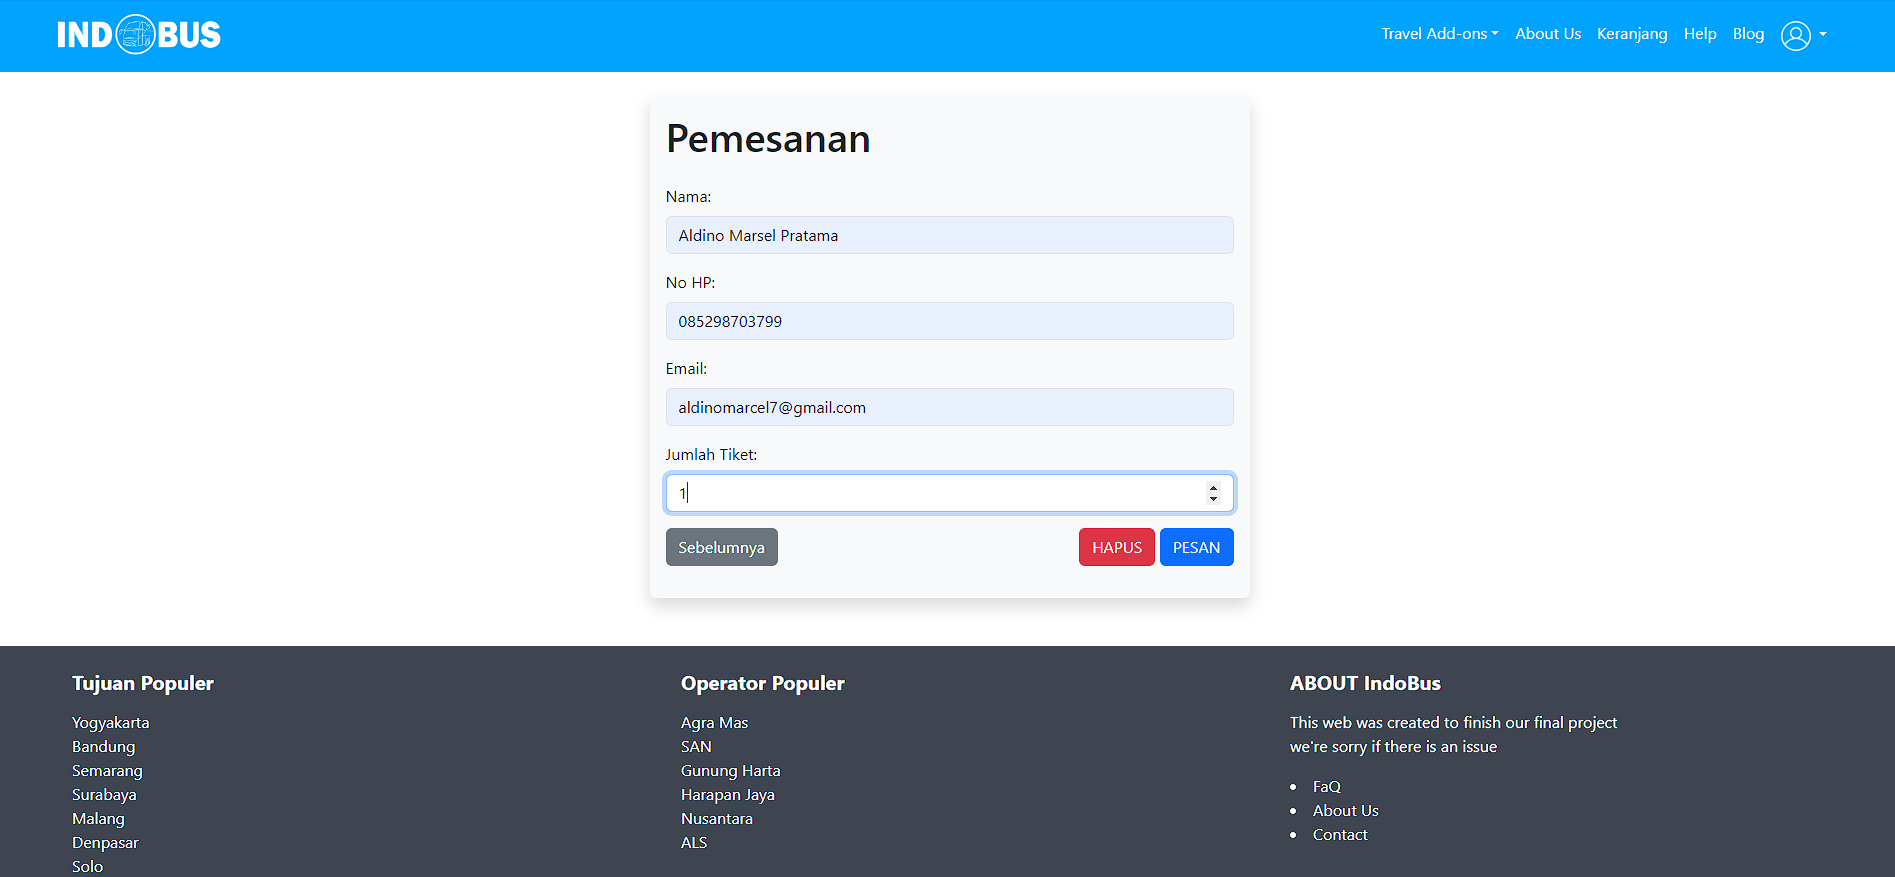 INDOBUS
Travel Add-ons About Us Keranjang Help Blog
Pemesanan
Nama:
Aldino Marsel Pratama
No HP:
085298703799
Email:
aldinomarcel7@gmail.com
Jumlah Tiket:
1
Sebelumnya HAPUS PESAN
Tujuan Populer
Yogyakarta
Bandung
Semarang
Surabaya
Malang
Denpasar
Solo
Operator Populer
Agra Mas
SAN
Gunung Harta
Harapan Jaya
Nusantara
ALS
ABOUT IndoBus
This web was created to finish our final project
we're sorry if there is an issue
FaQ
About Us
Contact